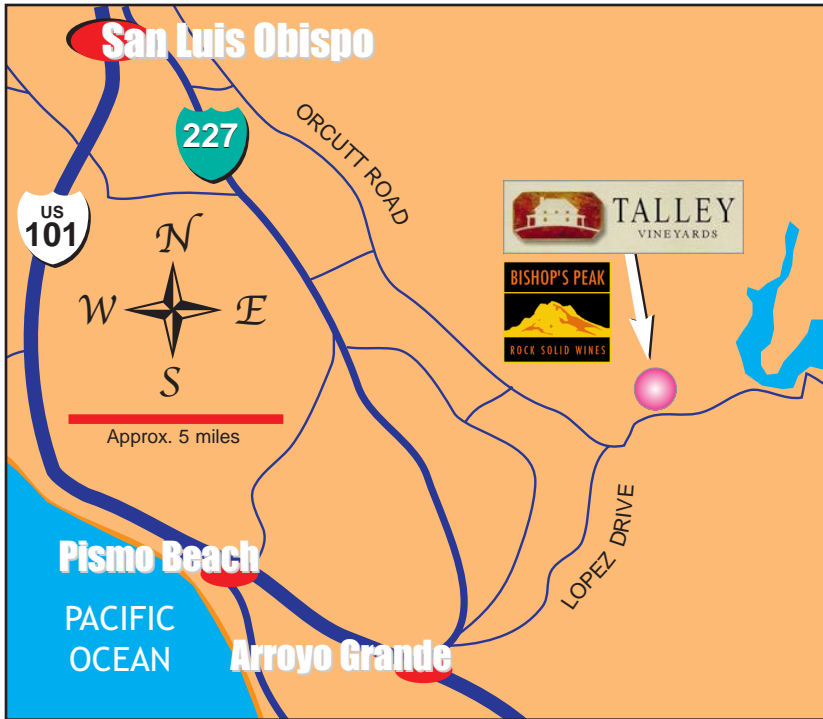 San Luis Obispo
227
ORCUTT ROAD
TALLEY
VINEYARDS
US
101
N
W
E
S
BISHOP'S PEAK
ROCK SOLID WINES
Approx. 5 miles
LOPEZ DRIVE
Pismo Beach
PACIFIC
OCEAN
Arroyo Grande